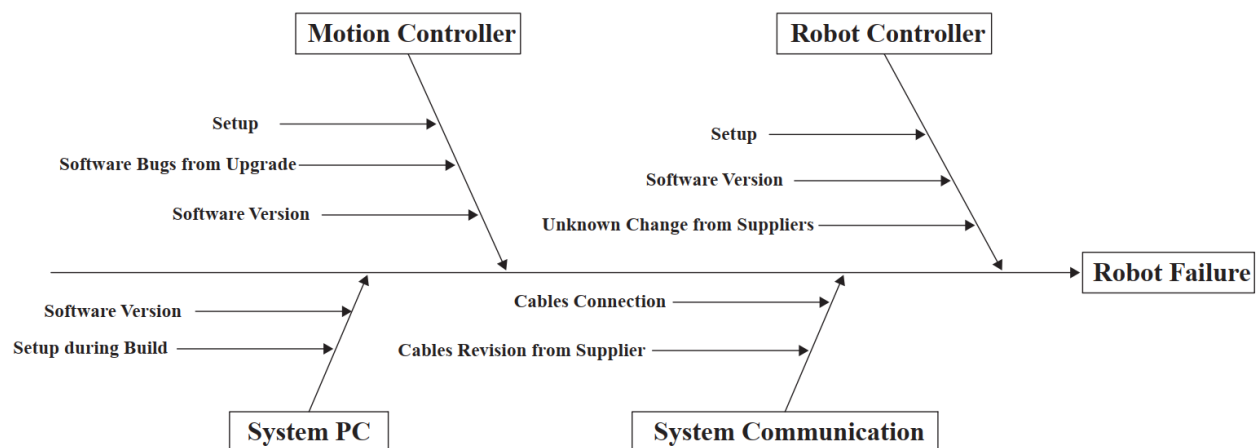 Motion Controller
Robot Controller
Setup
Software Bugs from Upgrade
Software Version
Setup
Software Version
Unknown Change from Suppliers
Robot Failure
Software Version
Setup during Build
Cables Connection
Cables Revision from Supplier
System PC
System Communication